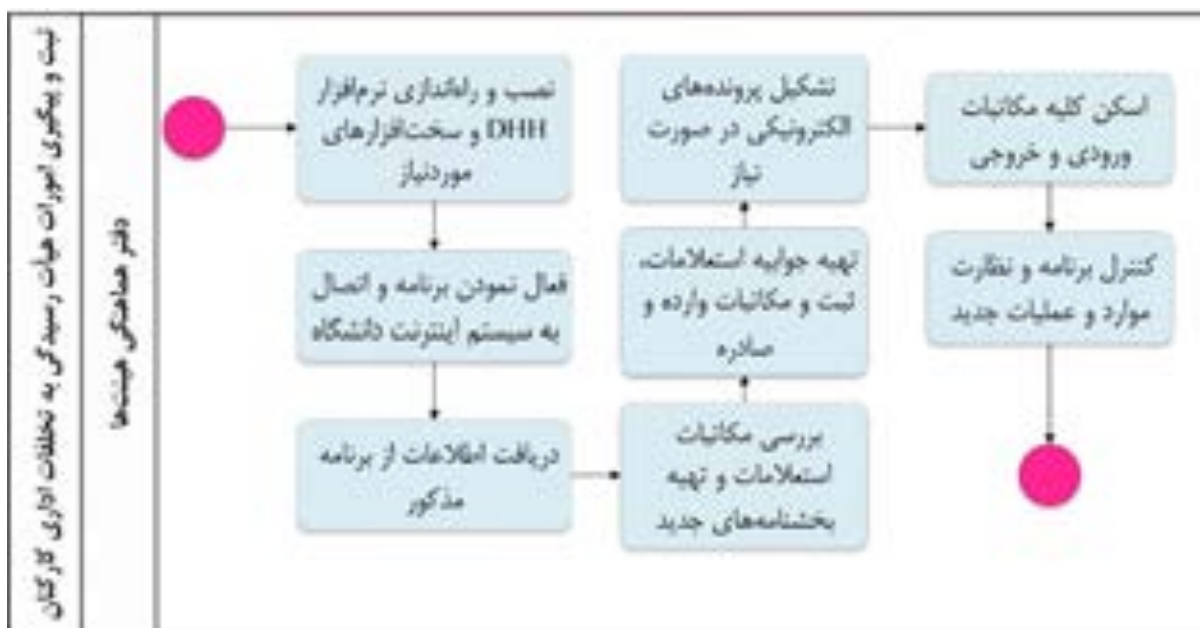 ثبت و پیگیری امورات هیأت رسیدگی به تخلفات اداری کارکنان
دفتر هماهنگی هیئت‌ها
نصب و راه‌اندازی نرم‌افزار
DHH و سخت‌افزارهای
موردنیاز
فعال نمودن برنامه و اتصال
به سیستم اینترنت دانشگاه
دریافت اطلاعات از برنامه
مذکور
بررسی مکاتبات
استعلامات و تهیه
بخشنامه‌های جدید
تهیه جوابیه استعلامات،
ثبت و مکاتبات وارده و
صادره
تشکیل پرونده‌های
الکترونیکی در صورت
نیاز
اسکن کلیه مکاتبات
ورودی و خروجی
کنترل برنامه و نظارت
موارد و عملیات جدید